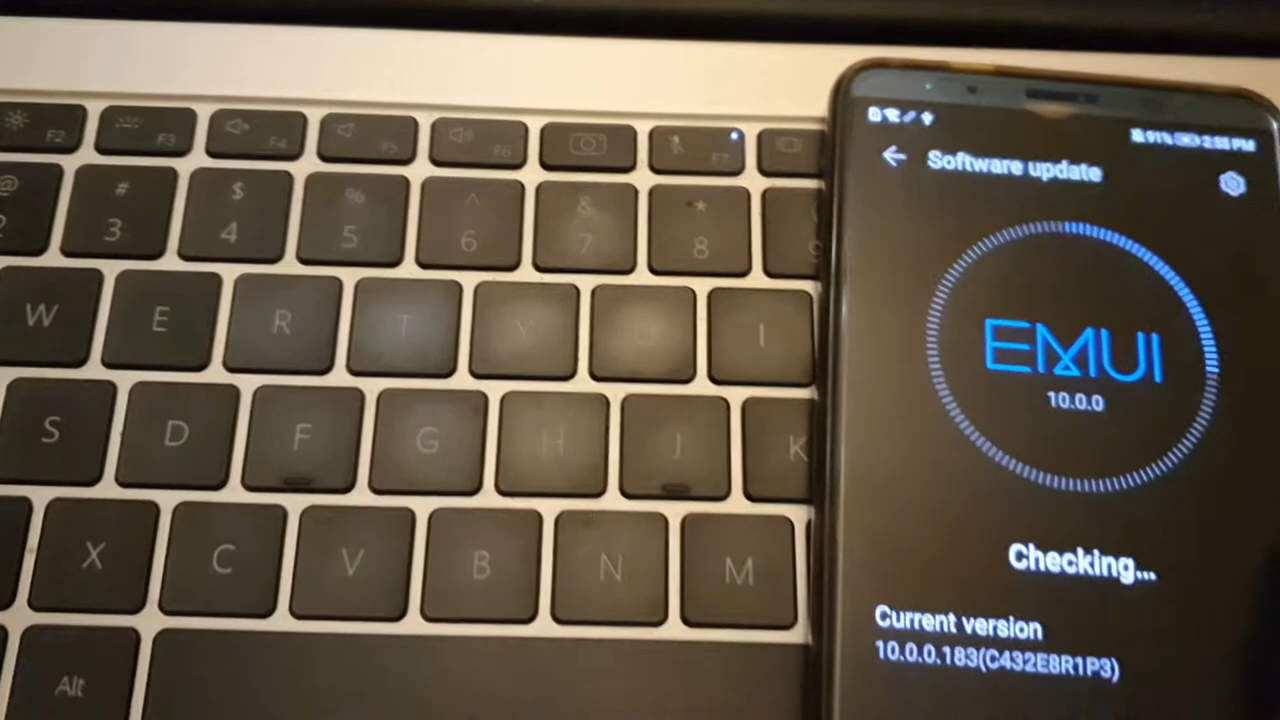 F2 F3 F4 F5 F6 F7
@ # $ % ^ & *
2 3 4 5 6 7 8 9
W E R T Y U I
S D F G H J K
X C V B N M
Alt
91% 2:55 PM
Software update
EMUI
10.0.0
Checking...
Current version
10.0.0.183(C432E8R1P3)